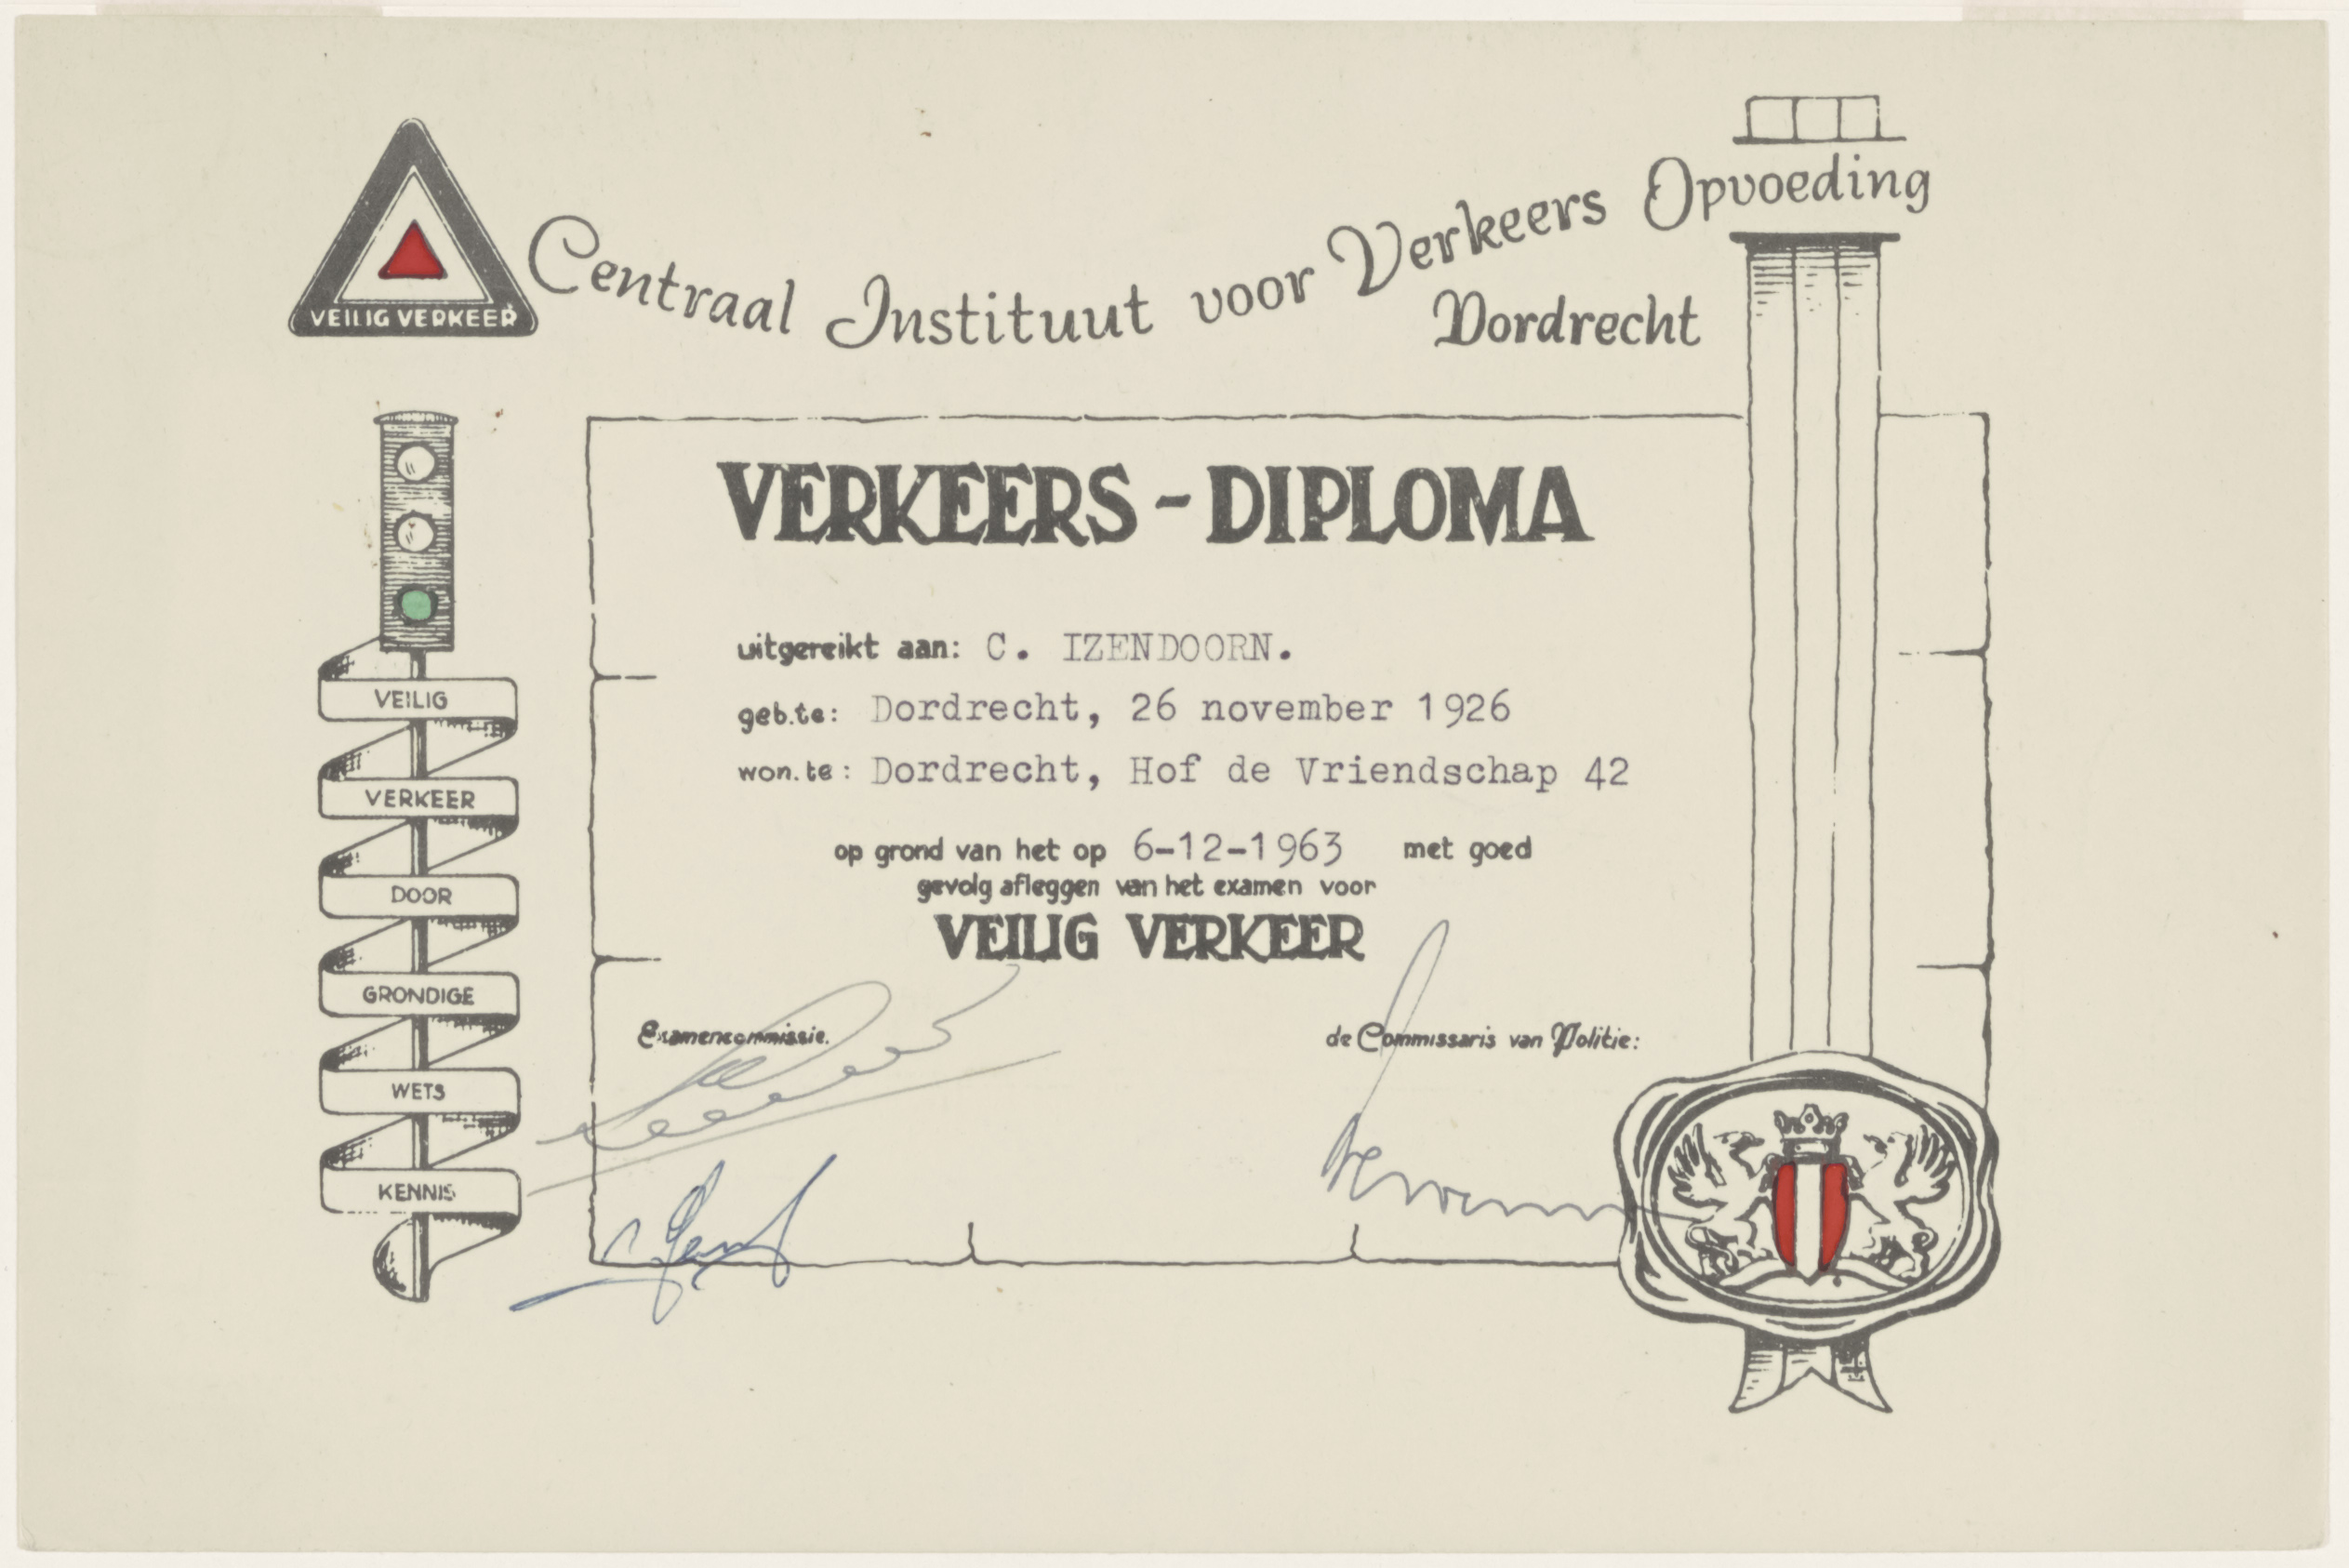 VEILIG VERKEER
Centraal Instituut voor Verkeers Opvoeding
Dordrecht
VEILIG
VERKEER
DOOR
GRONDIGE
WETS
KENNIS
VERKEERS - DIPLOMA
uitgereikt aan: C. IZENDOORN.
geb.te: Dordrecht, 26 november 1926
won.te: Dordrecht, Hof de Vriendschap 42
op grond van het op 6-12-1963 met goed
gevolg afleggen van het examen voor
VEILIG VERKEER
Examencommissie.
de Commissaris van Politie: